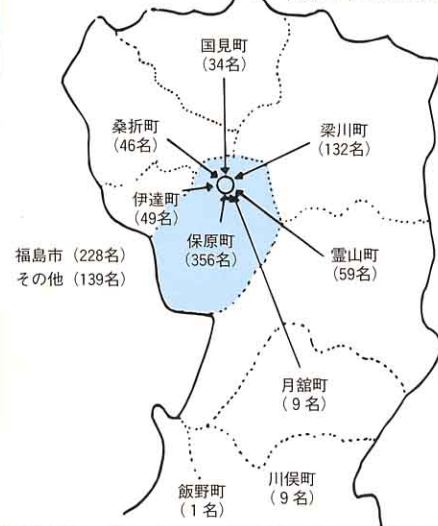 国見町
(34名)
桑折町
(46名)
梁川町
(132名)
伊達町
(49名)
保原町
(356名)
霊山町
(59名)
福島市 (228名)
その他 (139名)
月舘町
( 9 名)
飯野町
( 1 名)
川俣町
( 9 名)